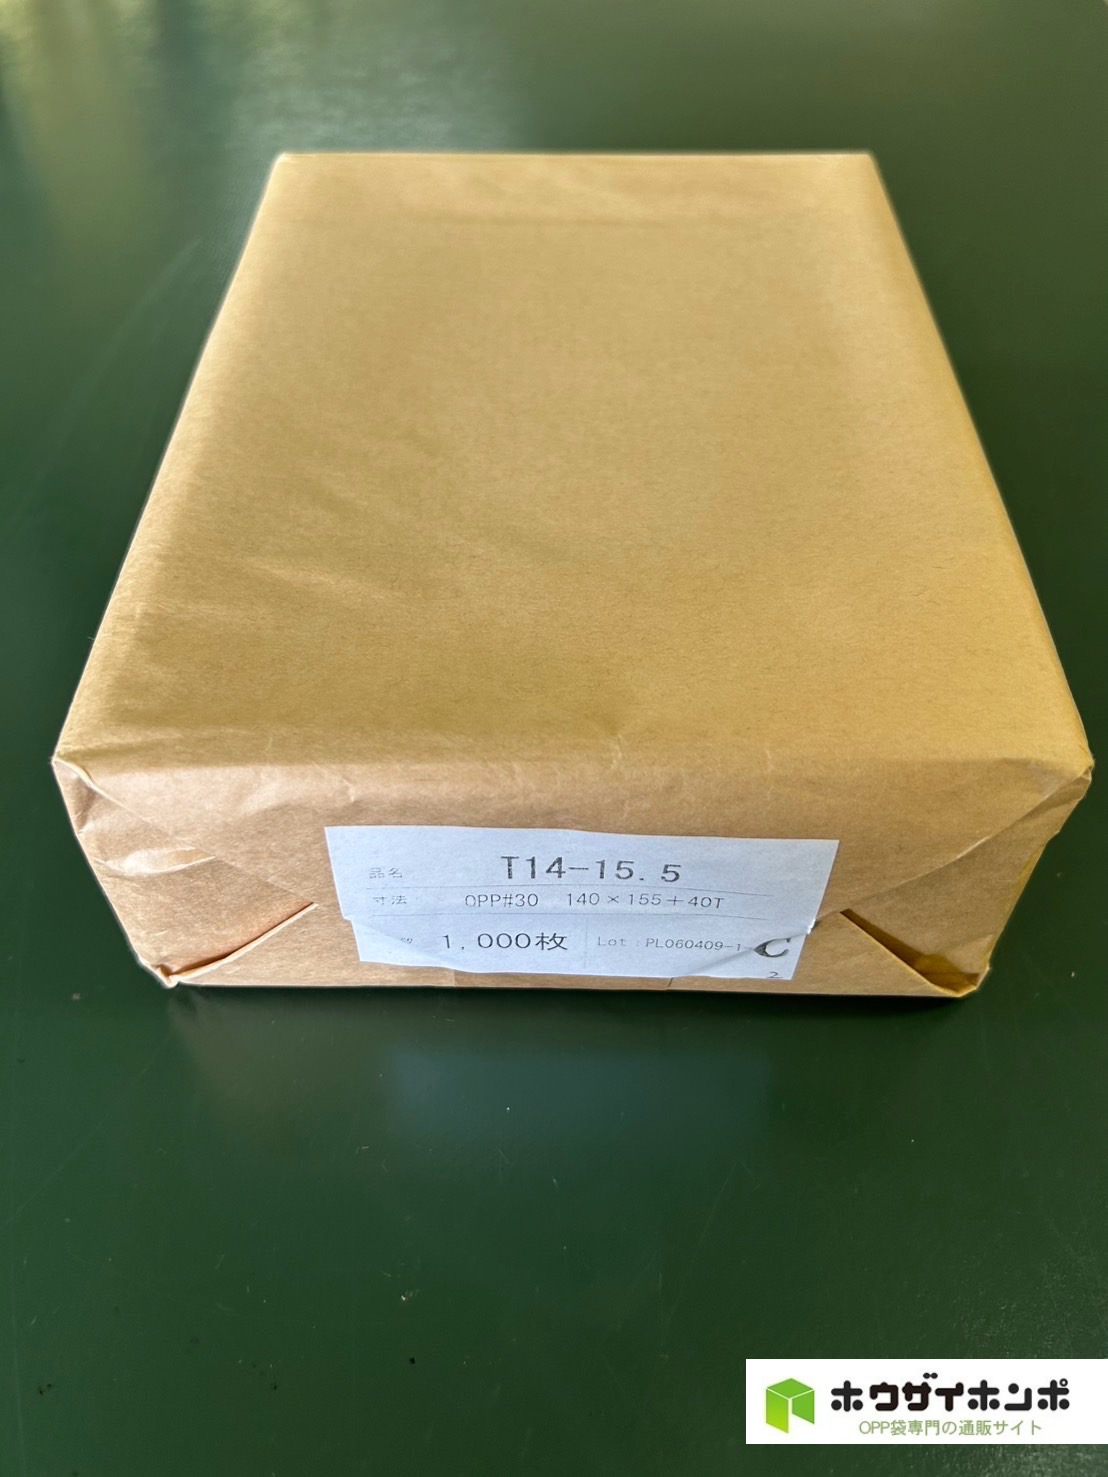 品名 T14-15.5
寸法 OPP#30 140×155+40T
数 1,000枚 Lot : PL060409-1 C
2
ホウザイホンポ
OPP袋専門の通販サイト